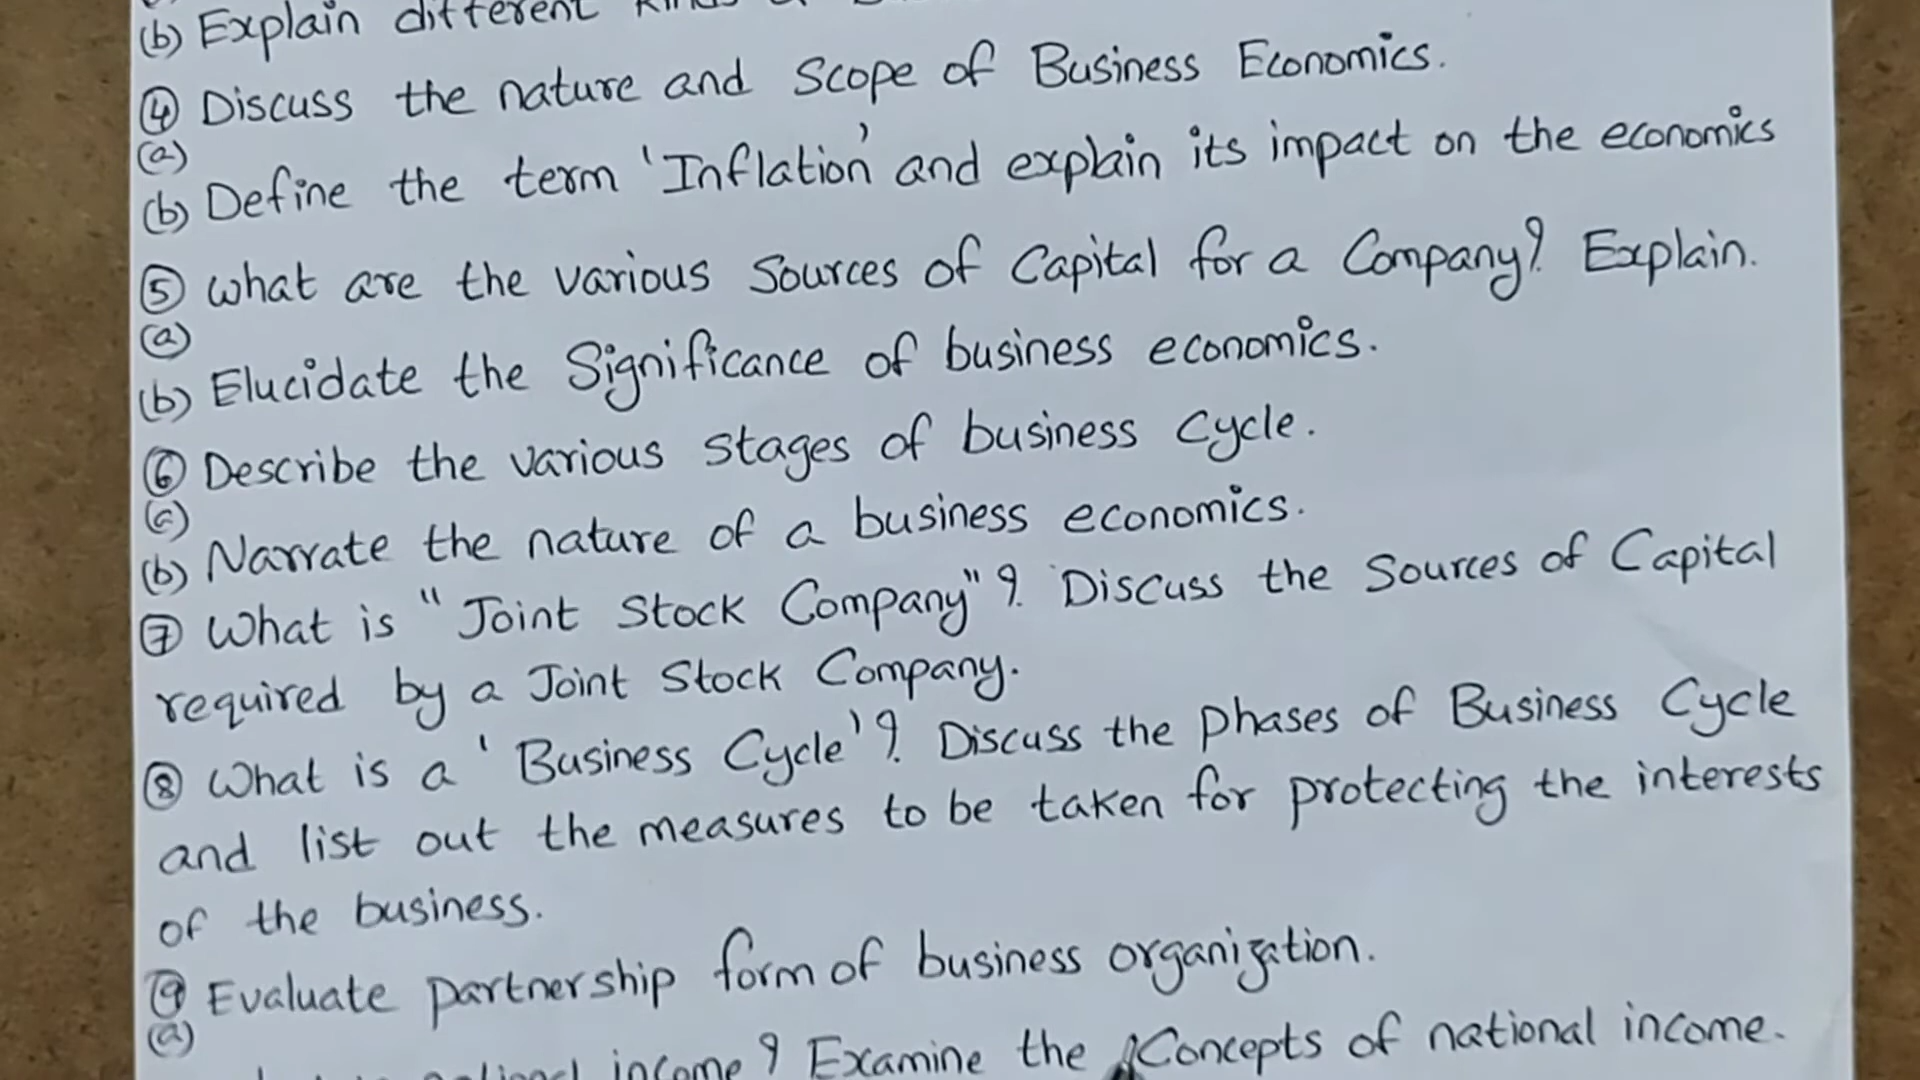 (b) Explain different
④ Discuss the nature and Scope of Business Economics.
(a)
(b) Define the term 'Inflation' and explain its impact on the economics
⑤ what are the various Sources of Capital for a Company? Explain.
(a)
(b) Elucidate the Significance of business economics.
⑥ Describe the various stages of business cycle.
(a)
(b) Narrate the nature of a business economics.
⑦ What is "Joint Stock Company"? Discuss the Sources of Capital
required by a Joint Stock Company.
⑧ What is a 'Business Cycle'? Discuss the phases of Business Cycle
and list out the measures to be taken for protecting the interests
of the business.
⑨ Evaluate partnership form of business organization.
(a)
national income? Examine the Concepts of national income.